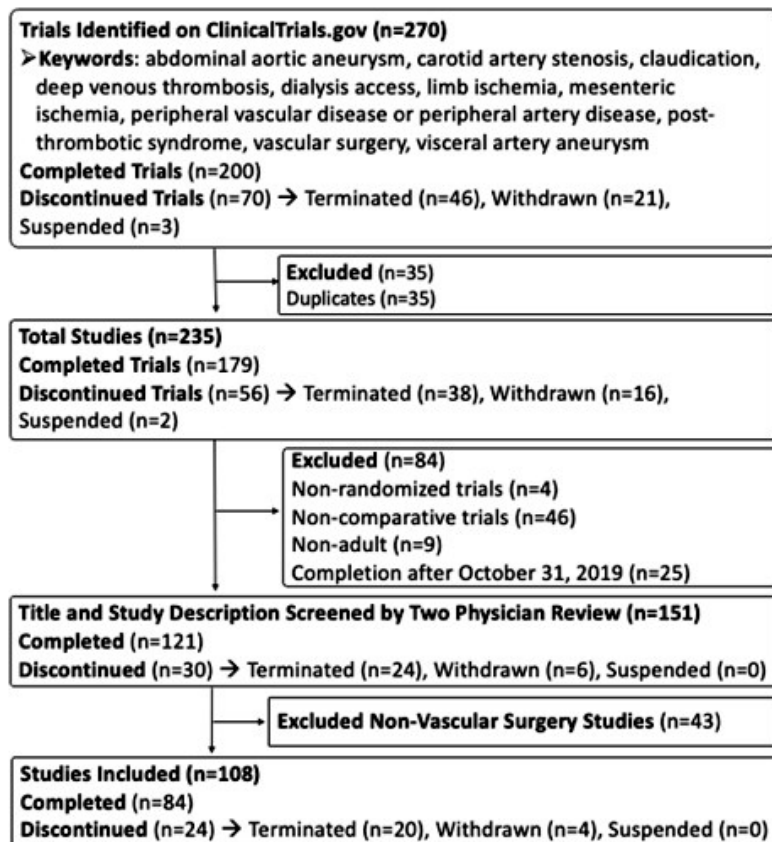 Trials Identified on ClinicalTrials.gov (n=270)
➢Keywords: abdominal aortic aneurysm, carotid artery stenosis, claudication,
deep venous thrombosis, dialysis access, limb ischemia, mesenteric
ischemia, peripheral vascular disease or peripheral artery disease, post-
thrombotic syndrome, vascular surgery, visceral artery aneurysm
Completed Trials (n=200)
Discontinued Trials (n=70) → Terminated (n=46), Withdrawn (n=21),
Suspended (n=3)
Excluded (n=35)
Duplicates (n=35)
Total Studies (n=235)
Completed Trials (n=179)
Discontinued Trials (n=56) → Terminated (n=38), Withdrawn (n=16),
Suspended (n=2)
Excluded (n=84)
Non-randomized trials (n=4)
Non-comparative trials (n=46)
Non-adult (n=9)
Completion after October 31, 2019 (n=25)
Title and Study Description Screened by Two Physician Review (n=151)
Completed (n=121)
Discontinued (n=30) → Terminated (n=24), Withdrawn (n=6), Suspended (n=0)
Excluded Non-Vascular Surgery Studies (n=43)
Studies Included (n=108)
Completed (n=84)
Discontinued (n=24) → Terminated (n=20), Withdrawn (n=4), Suspended (n=0)